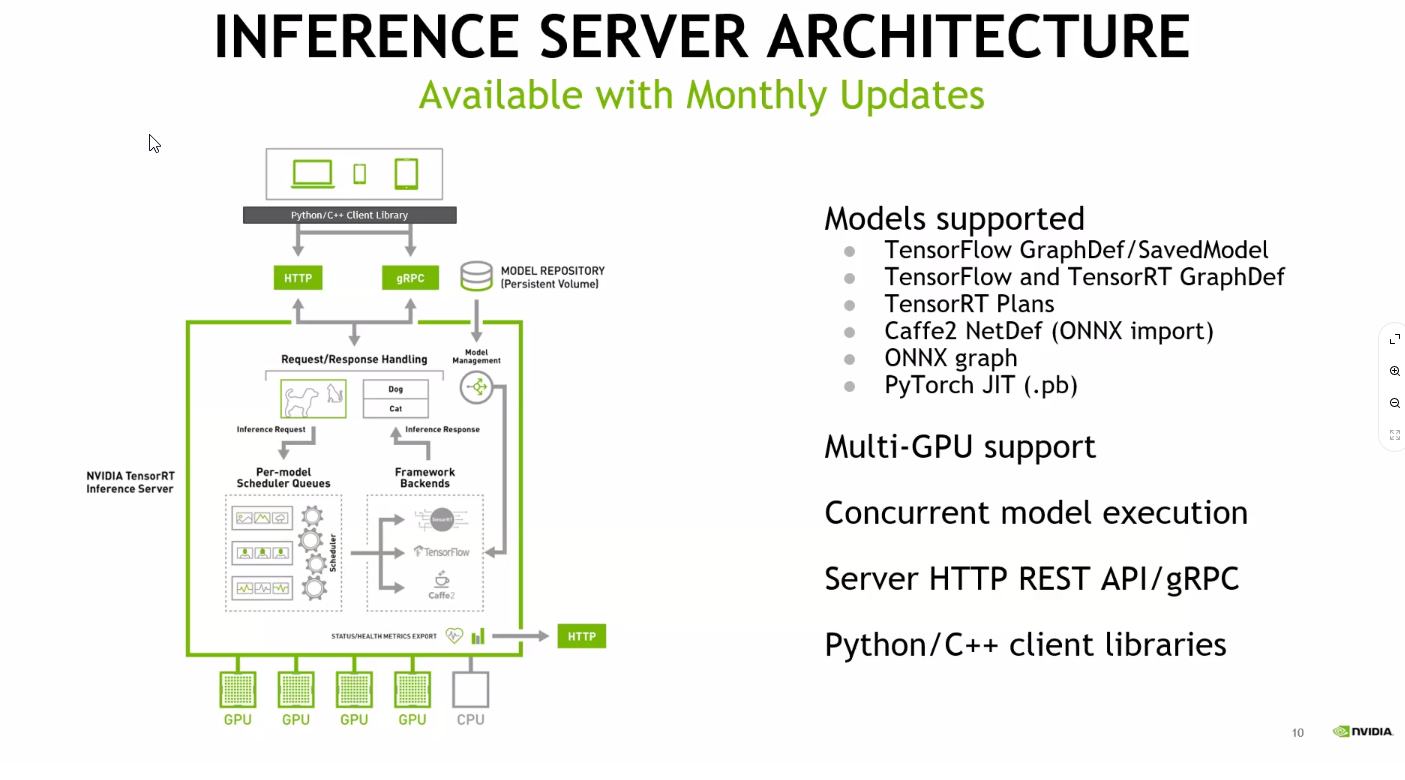 INFERENCE SERVER ARCHITECTURE
Available with Monthly Updates
Python/C++ Client Library
HTTP
gRPC
MODEL REPOSITORY
(Persistent Volume)
Request/Response Handling
Model
Management
Dog
Cat
Inference Request
Inference Response
NVIDIA TensorRT
Inference Server
Per-model
Scheduler Queues
Framework
Backends
Scheduler
TensorRT
TensorFlow
Caffe2
STATUS/HEALTH METRICS EXPORT
HTTP
GPU
GPU
GPU
GPU
CPU
Models supported
TensorFlow GraphDef/SavedModel
TensorFlow and TensorRT GraphDef
TensorRT Plans
Caffe2 NetDef (ONNX import)
ONNX graph
PyTorch JIT (.pb)
Multi-GPU support
Concurrent model execution
Server HTTP REST API/gRPC
Python/C++ client libraries
10
NVIDIA.